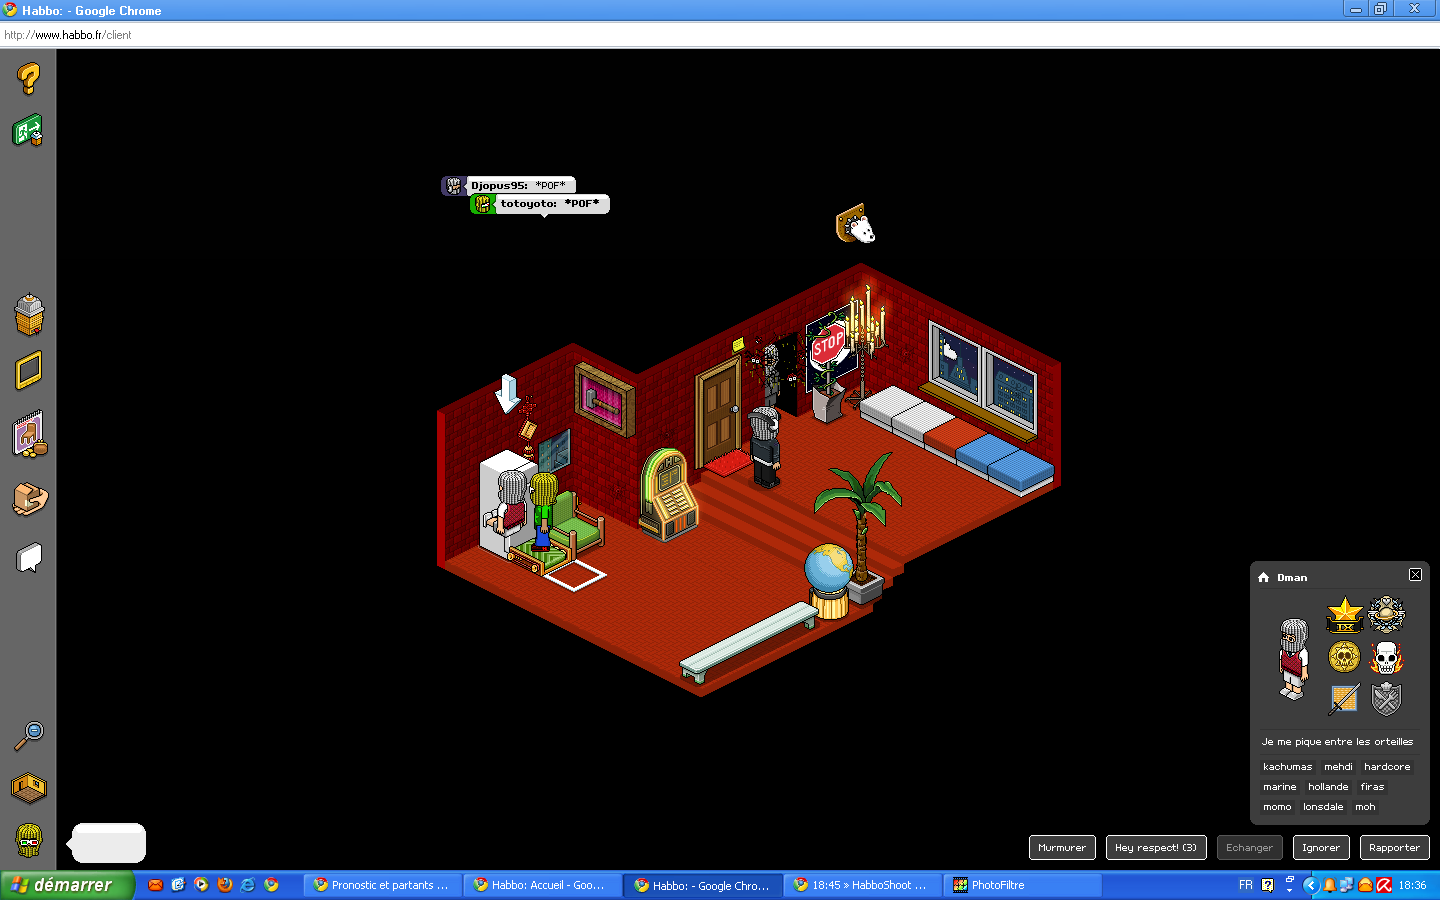 Habbo: - Google Chrome
http://www.habbo.fr/client
Djopus95: *POF*
totoyoto: *POF*
STOP
Dman
IX
Je me pique entre les orteilles
kachumas mehdi hardcore
marine hollande firas
momo lonsdale moh
Murmurer Hey respect! (3) Echanger Ignorer Rapporter
démarrer Pronostic et partants ... Habbo: Accueil - Goo... Habbo: - Google Chro... 18:45 » HabboShoot ... PhotoFiltre FR 18:36